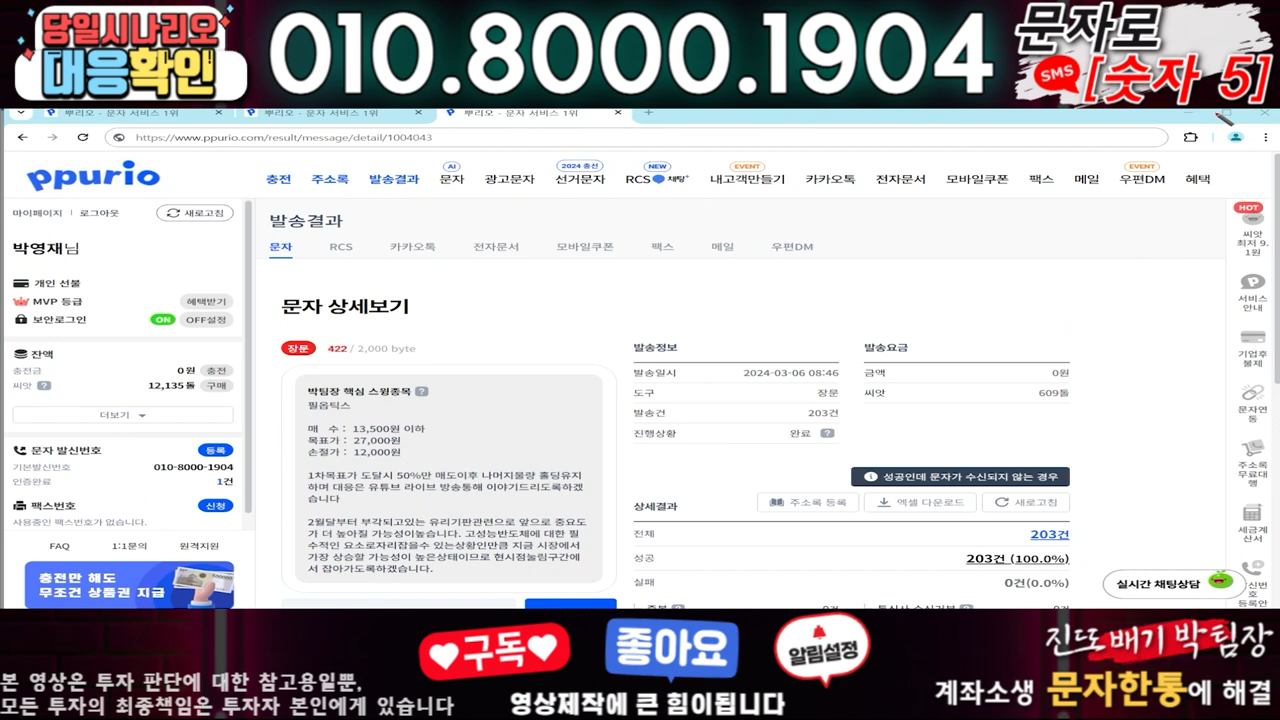 당일시나리오
대응확인
010.8000.1904
문자로
SMS
[숫자 5]
뿌리오 - 문자 서비스 1위
뿌리오 - 문자 서비스 1위
뿌리오 - 문자 서비스 1위
https://www.ppurio.com/result/message/detail/1004043
ppurio
충전
주소록
발송결과
AI
문자
광고문자
2024 총선
선거문자
NEW
RCS 채팅+
EVENT
내고객만들기
카카오톡
전자문서
모바일쿠폰
팩스
메일
EVENT
우편DM
혜택
마이페이지 | 로그아웃
새로고침
박영재님
개인 선불
MVP 등급 혜택받기
보안로그인 ON OFF설정
잔액
충전금 0원 충전
씨앗 ? 12,135톨 구매
더보기
문자 발신번호 등록
기본발신번호 010-8000-1904
인증완료 1건
팩스번호 신청
사용중인 팩스번호가 없습니다.
FAQ 1:1문의 원격지원
충전만 해도
무조건 상품권 지급
발송결과
문자 RCS 카카오톡 전자문서 모바일쿠폰 팩스 메일 우편DM
문자 상세보기
장문 422 / 2,000 byte
박팀장 핵심 스윙종목 ?
필옵틱스
매 수 : 13,500원 이하
목표가 : 27,000원
손절가 : 12,000원
1차목표가 도달시 50%만 매도이후 나머지물량 홀딩유지
하며 대응은 유튜브 라이브 방송통해 이야기드리도록하겠
습니다
2월달부터 부각되고있는 유리기판관련으로 앞으로 중요도
가 더 높아질 가능성이높습니다. 고성능반도체에 대한 필
수적인 요소로자리잡을수 있는상황인만큼 지금 시장에서
가장 상승할 가능성이 높은상태이므로 현시점눌림구간에
서 잡아가도록하겠습니다.
발송정보
발송일시 2024-03-06 08:46
도구 장문
발송건 203건
진행상황 완료 ?
발송요금
금액 0원
씨앗 609톨
성공인데 문자가 수신되지 않는 경우
상세결과
주소록 등록
엑셀 다운로드
새로고침
전체 203건
성공 203건 (100.0%)
실패 0건(0.0%)
HOT
씨앗
최저 9.
1원
서비스
안내
기업후
불제
문자연
동
주소록
무료대
행
세금계
산서
실시간 채팅상담
구독
좋아요
알림설정
영상제작에 큰 힘이됩니다
본 영상은 투자 판단에 대한 참고용일뿐,
모든 투자의 최종책임은 투자자 본인에게 있습니다
진또배기 박팀장
계좌소생 문자한통에 해결